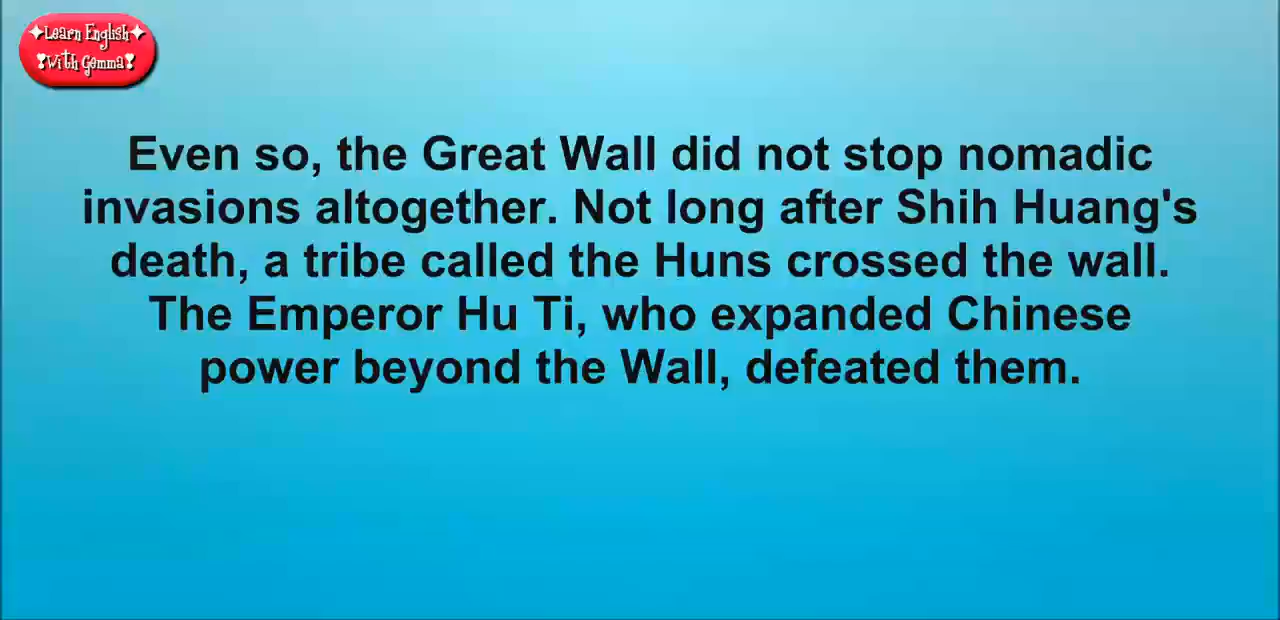 Learn English
With Gemma
Even so, the Great Wall did not stop nomadic
invasions altogether. Not long after Shih Huang's
death, a tribe called the Huns crossed the wall.
The Emperor Hu Ti, who expanded Chinese
power beyond the Wall, defeated them.